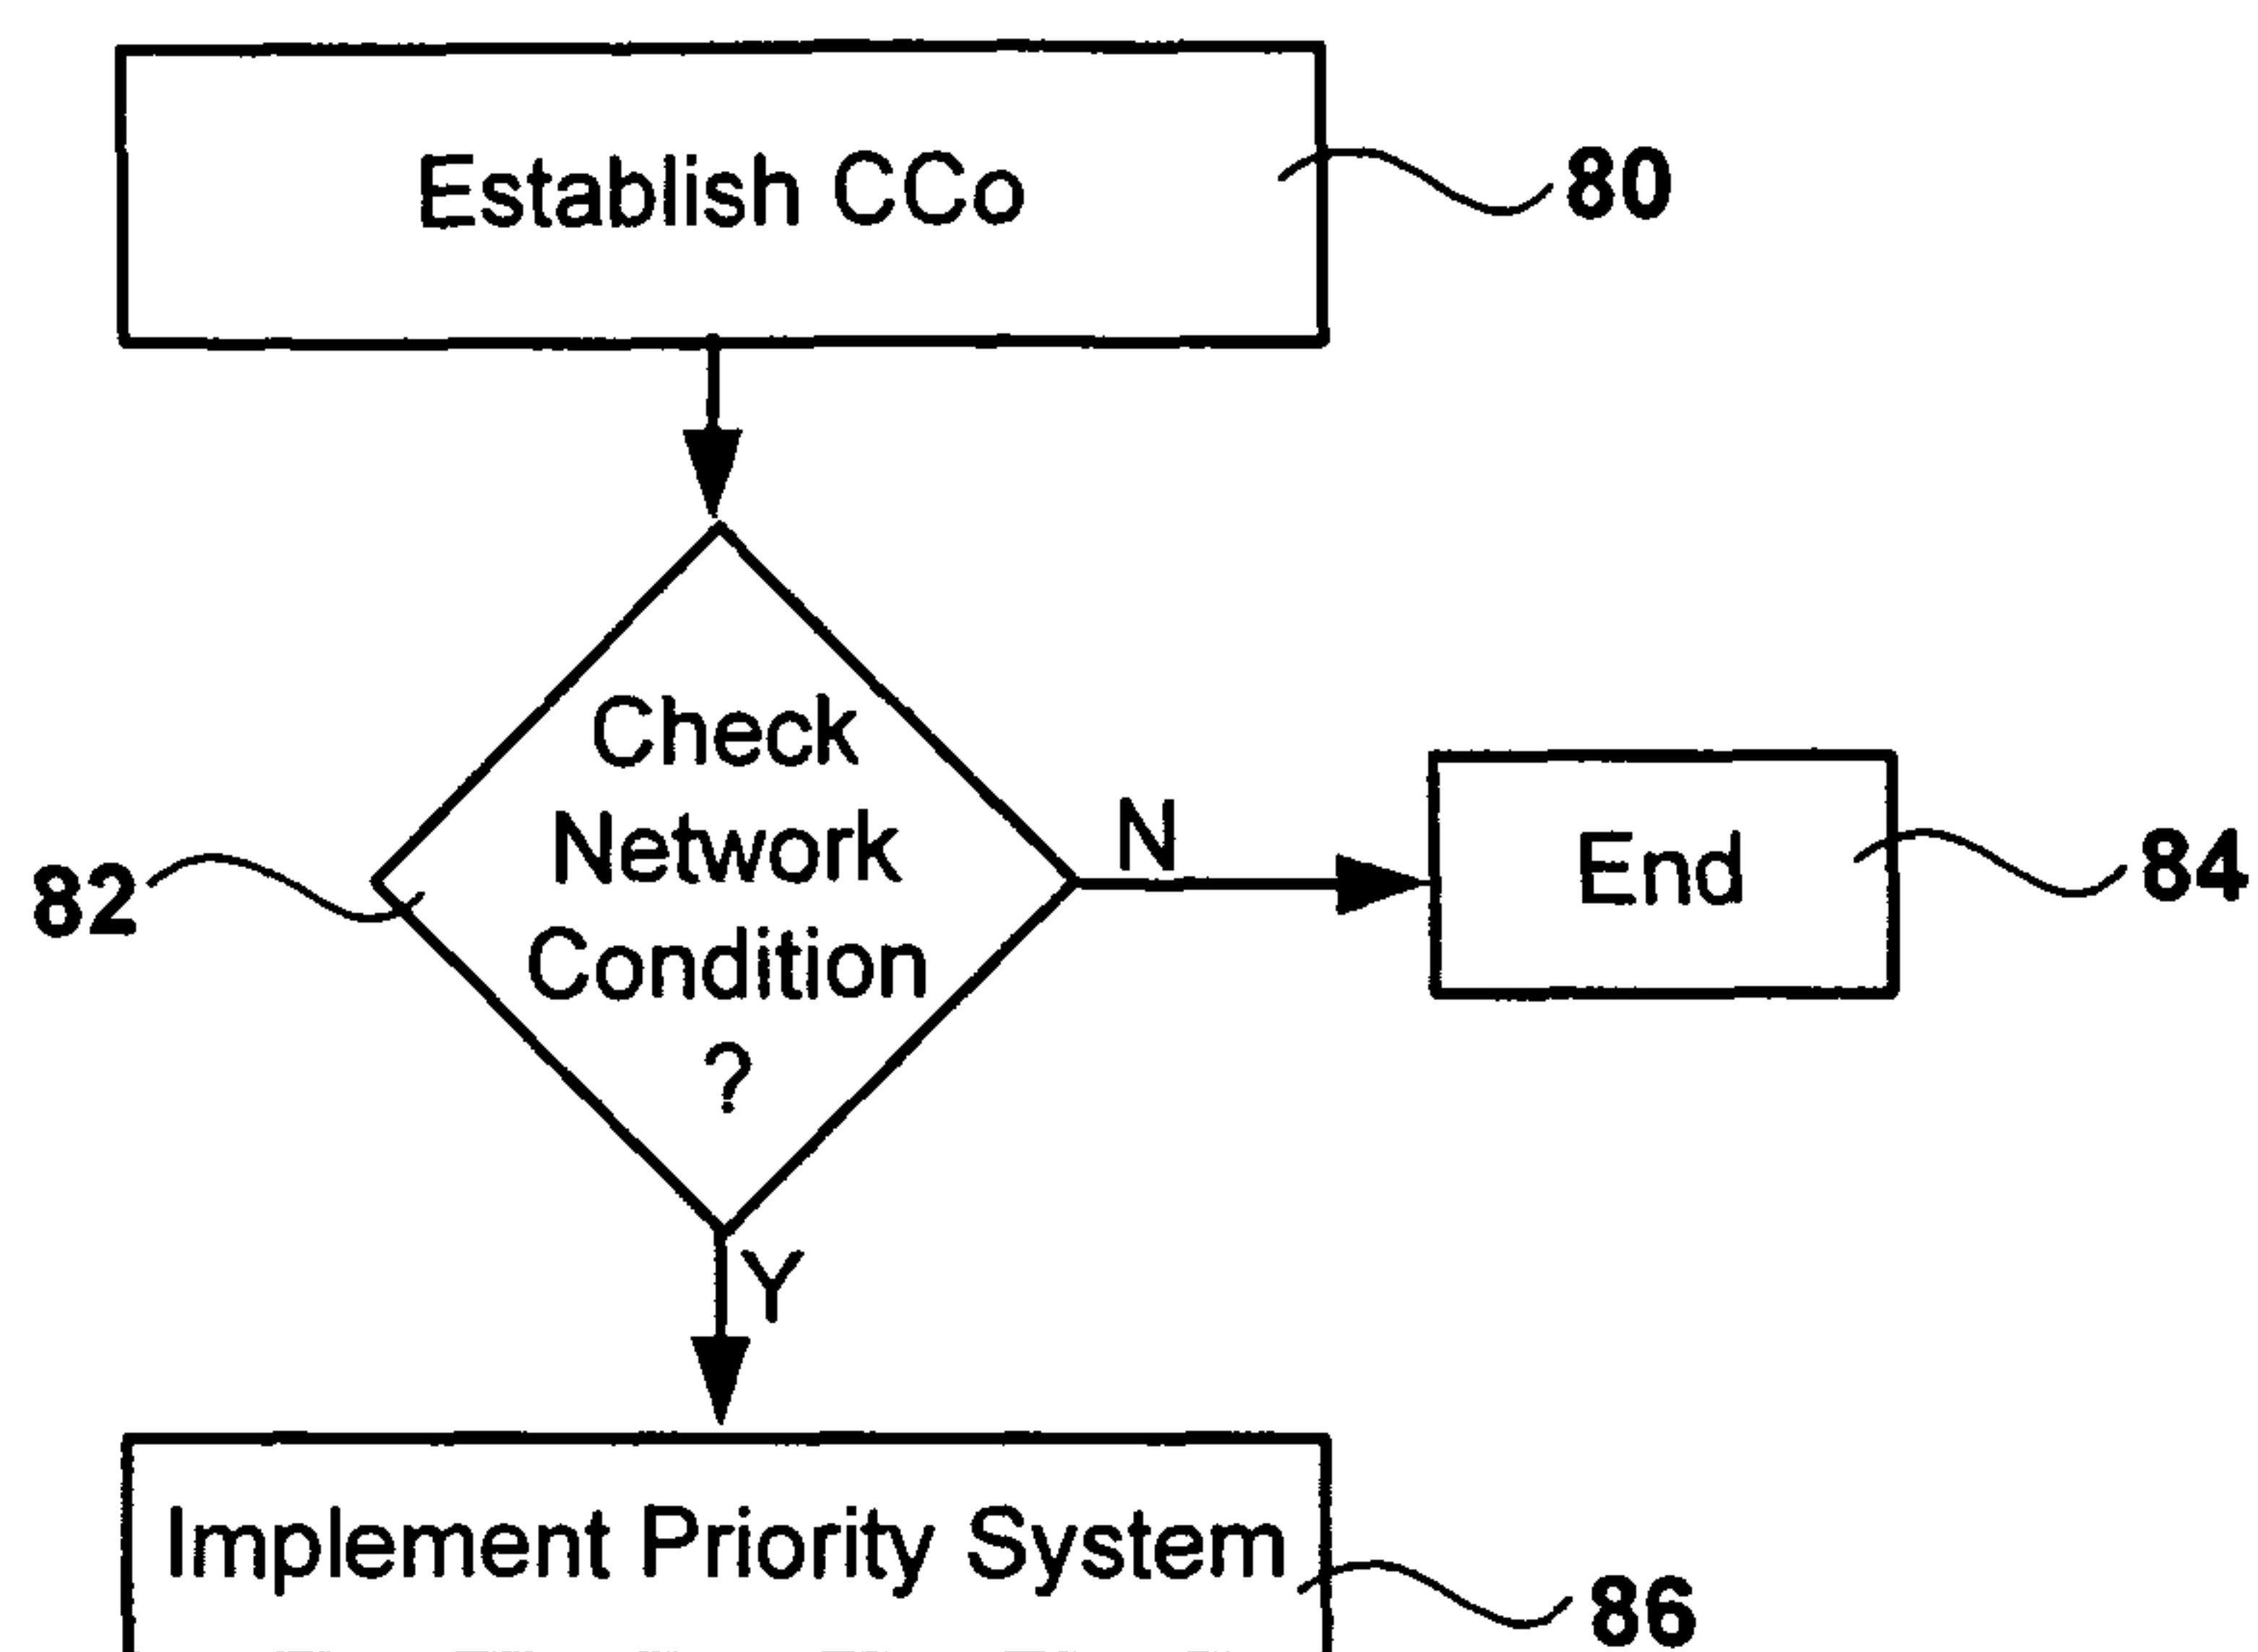 Establish CCo
80
Check
Network
Condition
?
82
N
End
84
Y
Implement Priority System
86